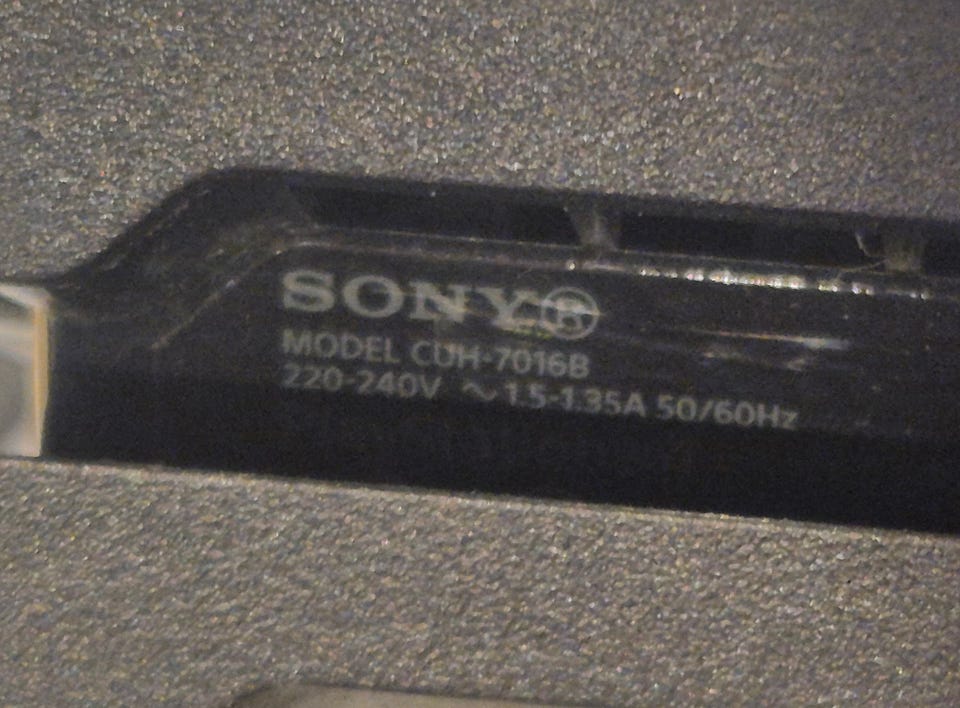 SONY®
MODEL CUH-7016B
220-240V ～1.5-1.35A 50/60Hz